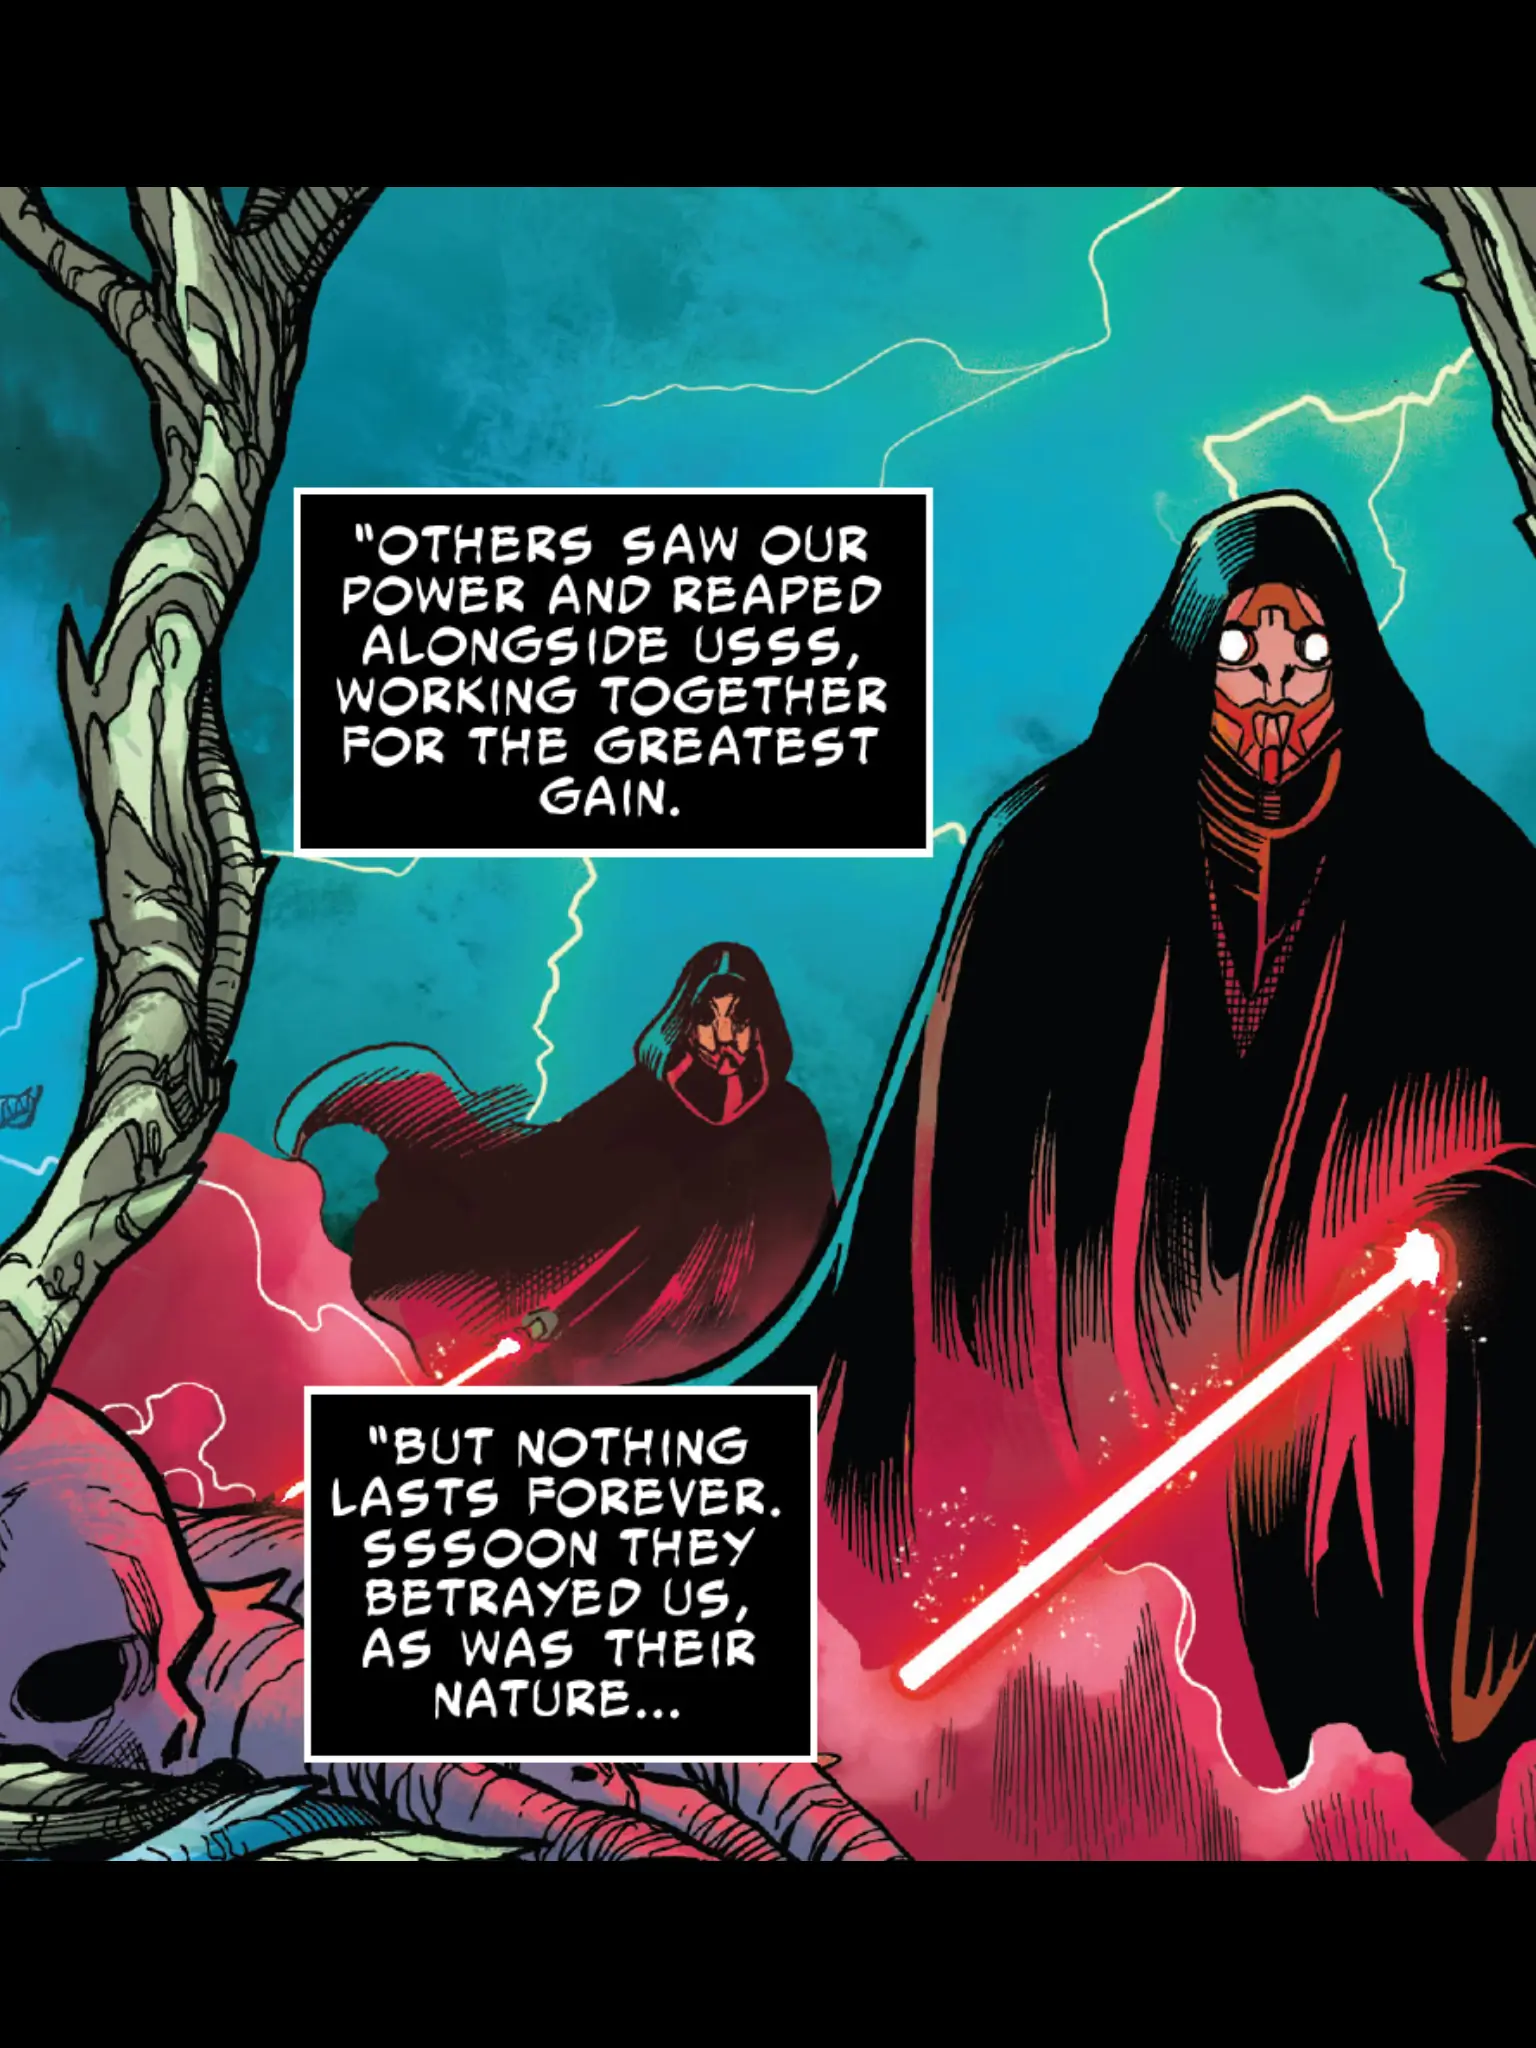 "OTHERS SAW OUR
POWER AND REAPED
ALONGSIDE USSS,
WORKING TOGETHER
FOR THE GREATEST
GAIN.
"BUT NOTHING
LASTS FOREVER.
SSSOON THEY
BETRAYED US,
AS WAS THEIR
NATURE...